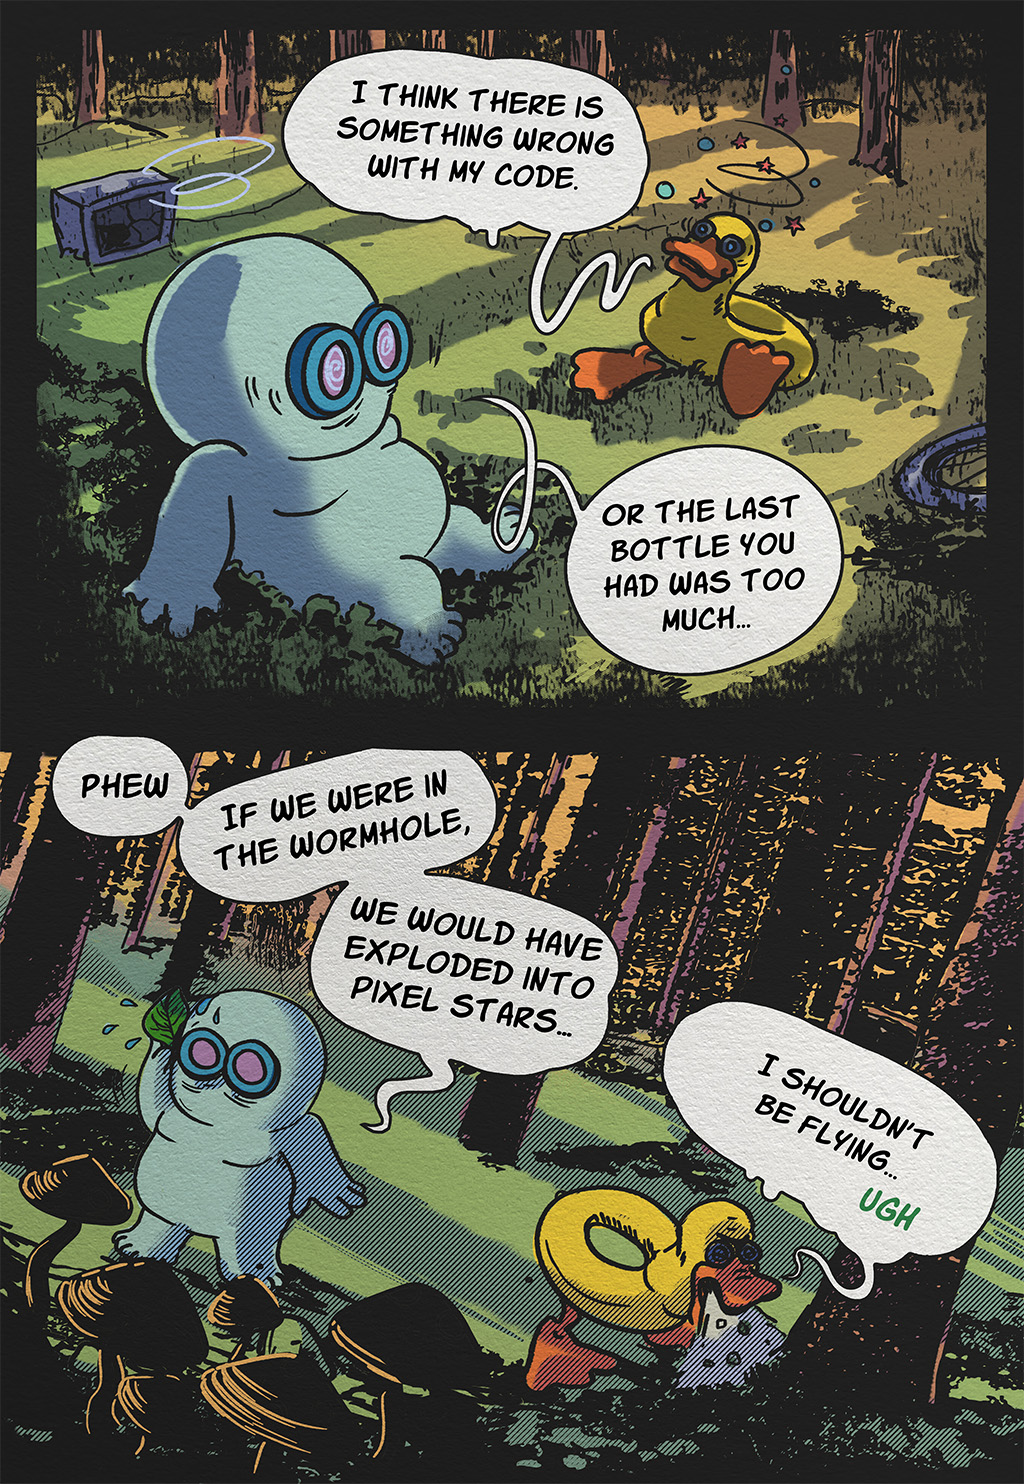 I THINK THERE IS
SOMETHING WRONG
WITH MY CODE.
OR THE LAST
BOTTLE YOU
HAD WAS TOO
MUCH...
PHEW
IF WE WERE IN
THE WORMHOLE,
WE WOULD HAVE
EXPLODED INTO
PIXEL STARS...
I SHOULDN'T
BE FLYING...
UGH